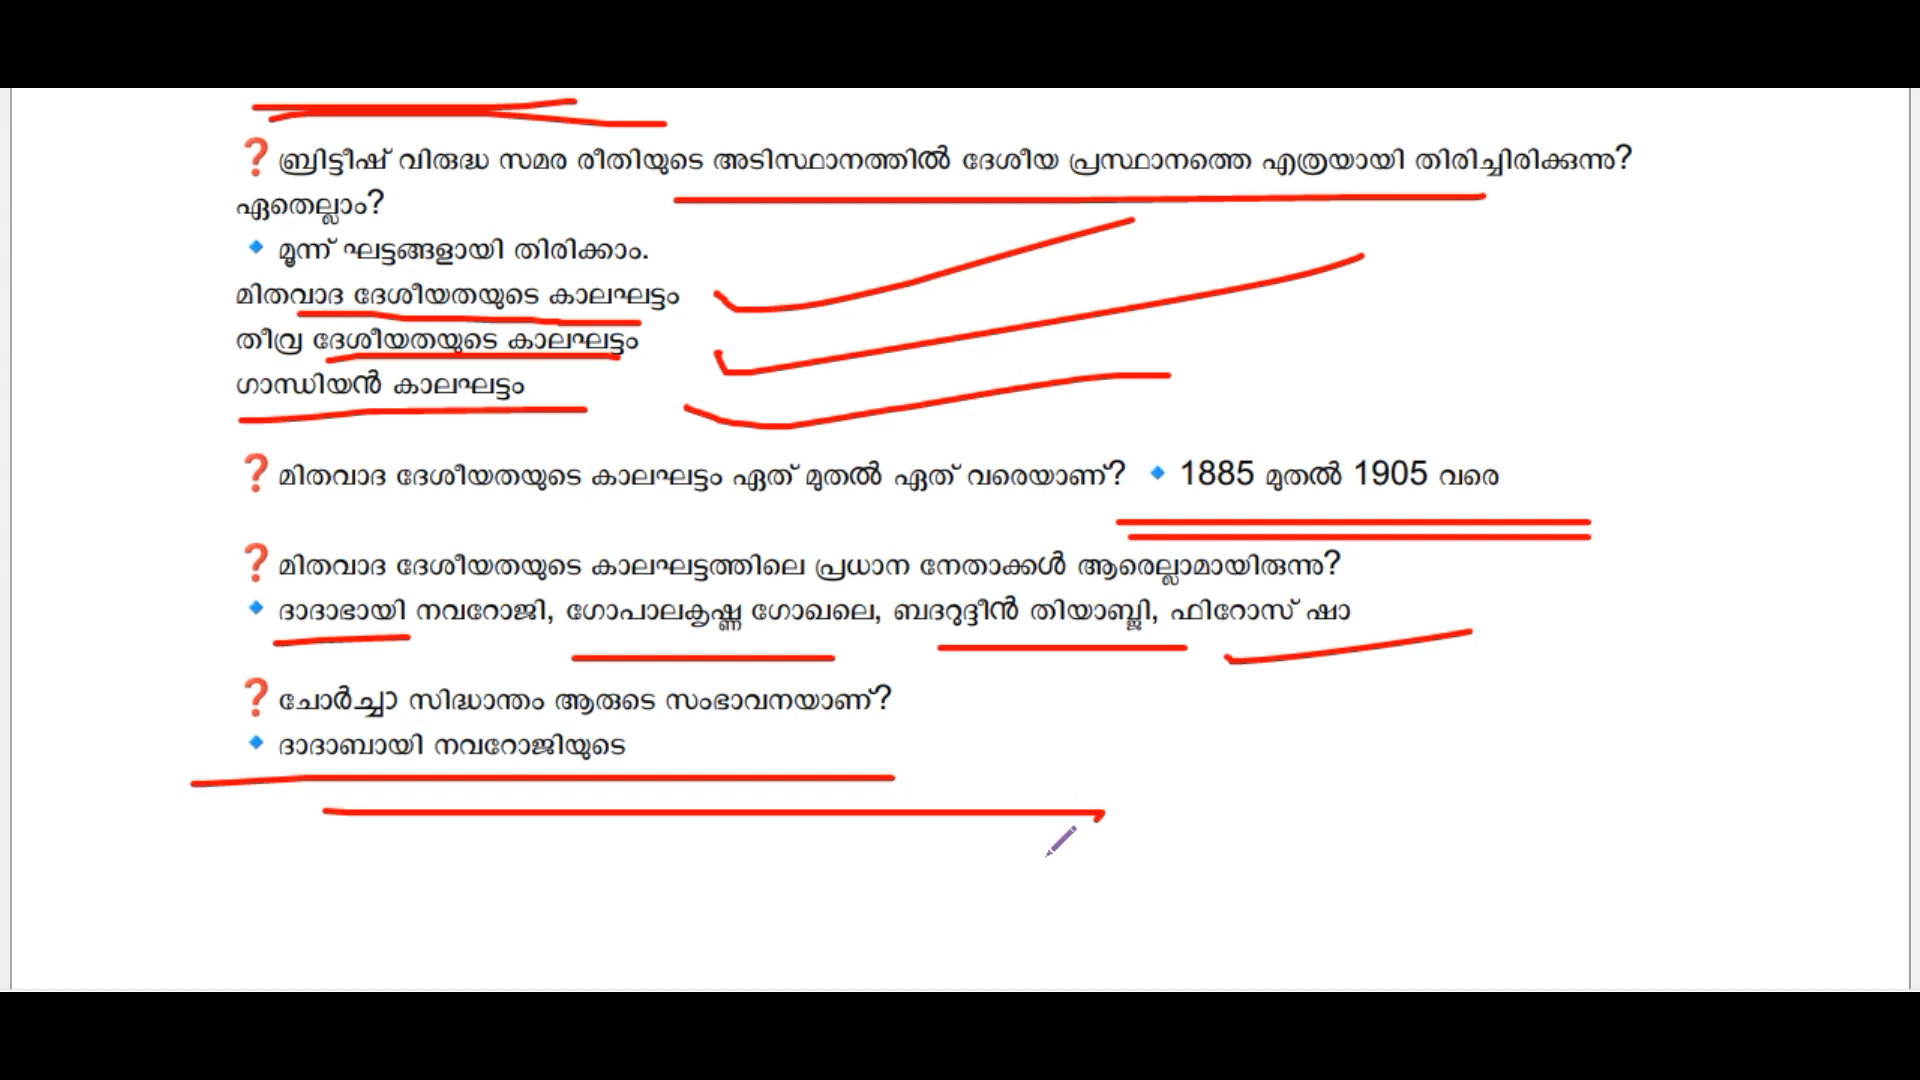 ❓ബ്രിട്ടീഷ് വിരുദ്ധ സമര രീതിയുടെ അടിസ്ഥാനത്തിൽ ദേശീയ പ്രസ്ഥാനത്തെ എത്രയായി തിരിച്ചിരിക്കുന്നു?
ഏതെല്ലാം?
🔹മൂന്ന് ഘട്ടങ്ങളായി തിരിക്കാം.
മിതവാദ ദേശീയതയുടെ കാലഘട്ടം
തീവ്ര ദേശീയതയുടെ കാലഘട്ടം
ഗാന്ധിയൻ കാലഘട്ടം
❓മിതവാദ ദേശീയതയുടെ കാലഘട്ടം ഏത് മുതൽ ഏത് വരെയാണ്? 🔹1885 മുതൽ 1905 വരെ
❓മിതവാദ ദേശീയതയുടെ കാലഘട്ടത്തിലെ പ്രധാന നേതാക്കൾ ആരെല്ലാമായിരുന്നു?
🔹ദാദാഭായി നവറോജി, ഗോപാലകൃഷ്ണ ഗോഖലെ, ബദറുദ്ദീൻ തിയാബ്ജി, ഫിറോസ് ഷാ
❓ചോർച്ചാ സിദ്ധാന്തം ആരുടെ സംഭാവനയാണ്?
🔹ദാദാബായി നവറോജിയുടെ